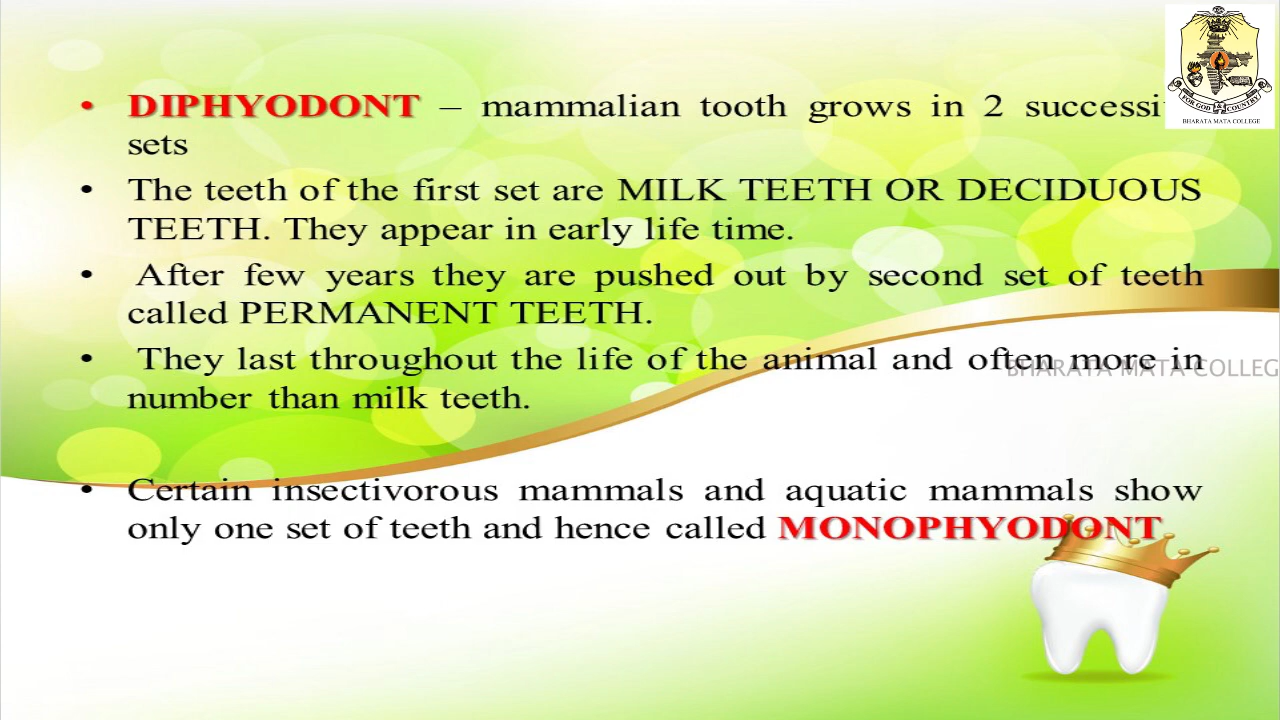 • DIPHYODONT – mammalian tooth grows in 2
sets
• The teeth of the first set are MILK TEETH OR DECIDUOUS
TEETH. They appear in early life time.
• After few years they are pushed out by second set of teeth
called PERMANENT TEETH.
• They last throughout the life of the animal and often more in
number than milk teeth.
• Certain insectivorous mammals and aquatic mammals show
only one set of teeth and hence called MONOPHYODONT
FOR GOD & COUNTRY
BHARATA MATA COLLEGE
BHARATA MATA COLLEG